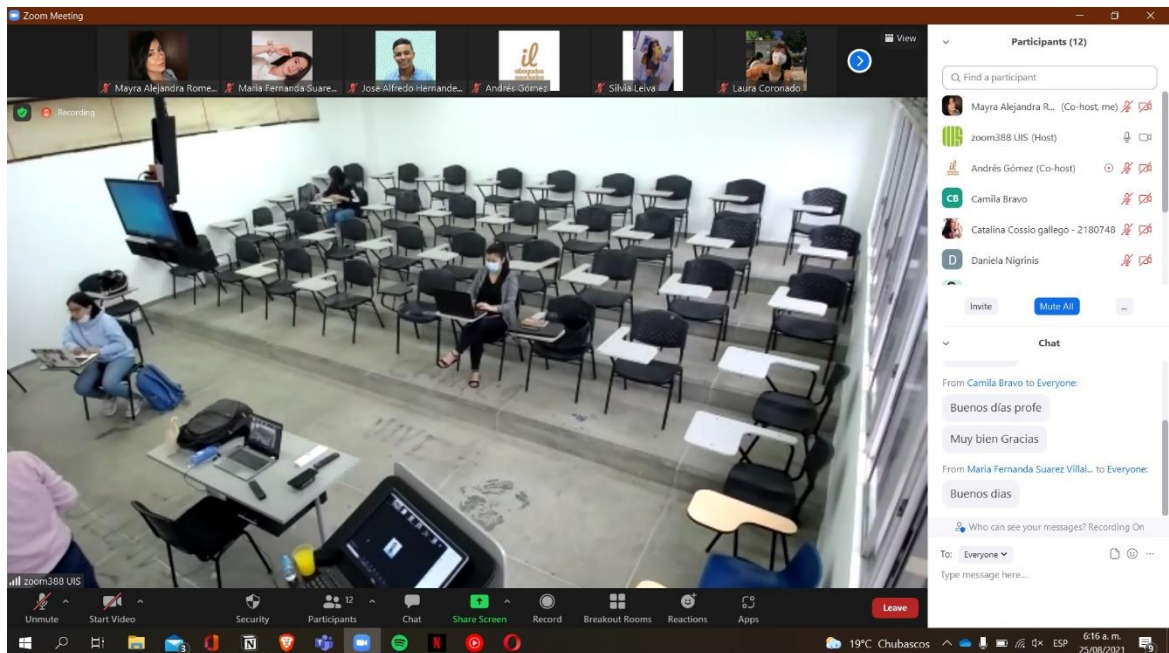 Zoom Meeting
View
Mayra Alejandra Rome...
Maria Fernanda Suare...
Jose Alfredo Hernande...
Andrés Gómez
Silvia Leiva
Laura Coronado
il
abogados
asociados
Recording
zoom388 UIS
Participants (12)
Find a participant
Mayra Alejandra R... (Co-host, me)
zoom388 UIS (Host)
Andrés Gómez (Co-host)
CB Camila Bravo
Catalina Cossio gallego - 2180748
D Daniela Nigrinis
Invite
Mute All
...
Chat
From Camila Bravo to Everyone:
Buenos días profe
Muy bien Gracias
From Maria Fernanda Suarez Villal... to Everyone:
Buenos dias
Who can see your messages? Recording On
To: Everyone
Type message here...
Unmute
Start Video
Security
Participants 12
Chat
Share Screen
Record
Breakout Rooms
Reactions
Apps
Leave
19°C Chubascos
ESP
6:16 a. m.
25/08/2021